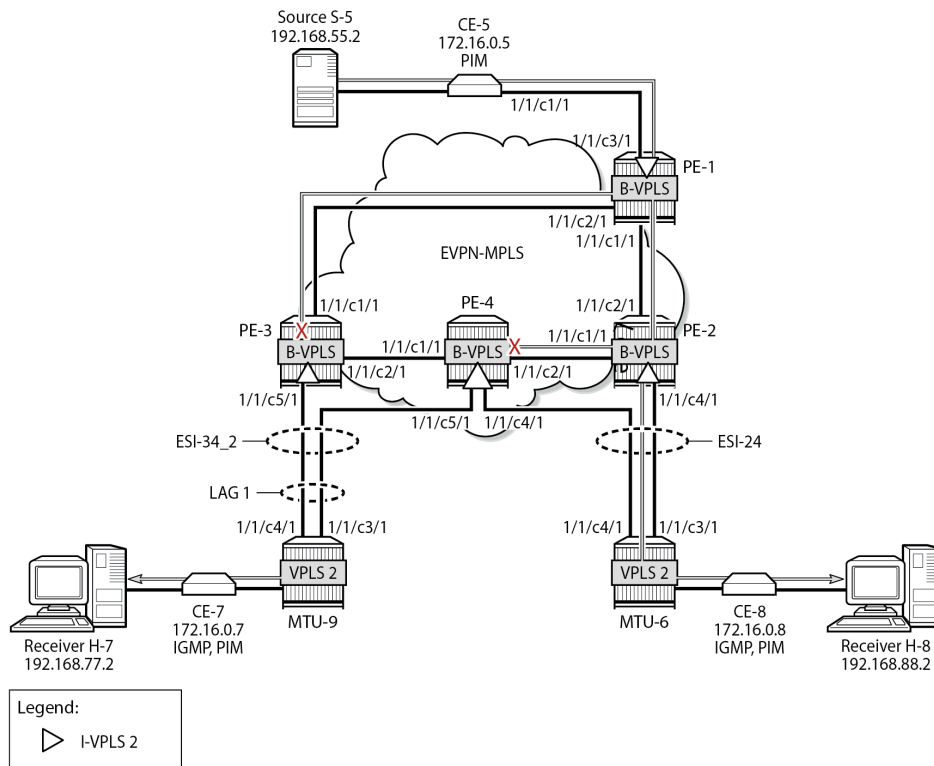 Source S-5
192.168.55.2
CE-5
172.16.0.5
PIM
1/1/c1/1
1/1/c3/1
PE-1
B-VPLS
1/1/c2/1
1/1/c1/1
EVPN-MPLS
1/1/c1/1
PE-4
1/1/c2/1
PE-3
1/1/c1/1
PE-2
B-VPLS
1/1/c1/1
B-VPLS
B-VPLS
1/1/c2/1
1/1/c2/1
1/1/c5/1
1/1/c4/1
1/1/c5/1
1/1/c4/1
ESI-34_2
ESI-24
LAG 1
1/1/c4/1
1/1/c3/1
1/1/c4/1
1/1/c3/1
VPLS 2
VPLS 2
MTU-9
MTU-6
CE-7
172.16.0.7
IGMP, PIM
CE-8
172.16.0.8
IGMP, PIM
Receiver H-7
192.168.77.2
Receiver H-8
192.168.88.2
Legend:
I-VPLS 2